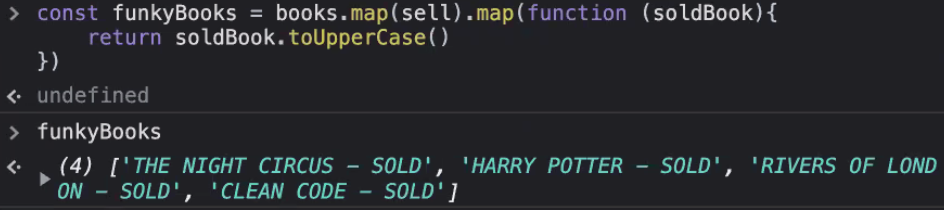 > const funkyBooks = books.map(sell).map(function (soldBook){
    return soldBook.toUpperCase()
})
<· undefined
> funkyBooks
<· (4) ['THE NIGHT CIRCUS – SOLD', 'HARRY POTTER – SOLD', 'RIVERS OF LOND
▶ ON – SOLD', 'CLEAN CODE – SOLD']